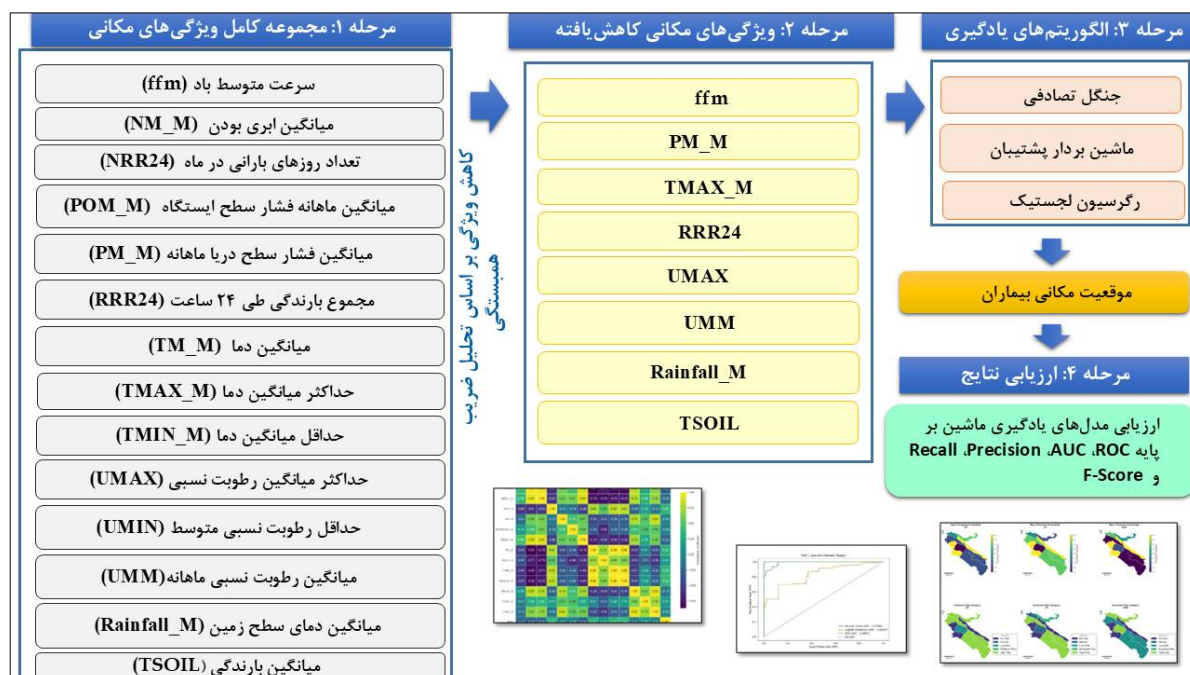 مرحله ۱: مجموعه کامل ویژگی‌های مکانی
سرعت متوسط باد (ffm)
میانگین ابری بودن (NM_M)
تعداد روزهای بارانی در ماه (NRR24)
میانگین ماهانه فشار سطح ایستگاه (POM_M)
میانگین فشار سطح دریا ماهانه (PM_M)
مجموع بارندگی طی ۲۴ ساعت (RRR24)
میانگین دما (TM_M)
حداکثر میانگین دما (TMAX_M)
حداقل میانگین دما (TMIN_M)
حداکثر میانگین رطوبت نسبی (UMAX)
حداقل رطوبت نسبی متوسط (UMIN)
میانگین رطوبت نسبی ماهانه(UMM)
میانگین دمای سطح زمین (Rainfall_M)
میانگین بارندگی (TSOIL)
کاهش ویژگی بر اساس تحلیل ضریب
همبستگی
مرحله ۲: ویژگی‌های مکانی کاهش‌یافته
ffm
PM_M
TMAX_M
RRR24
UMAX
UMM
Rainfall_M
TSOIL
مرحله ۳: الگوریتم‌های یادگیری
جنگل تصادفی
ماشین بردار پشتیبان
رگرسیون لجستیک
موقعیت مکانی بیماران
مرحله ۴: ارزیابی نتایج
ارزیابی مدل‌های یادگیری ماشین بر
پایه ROC، AUC، Precision، Recall
و F-Score